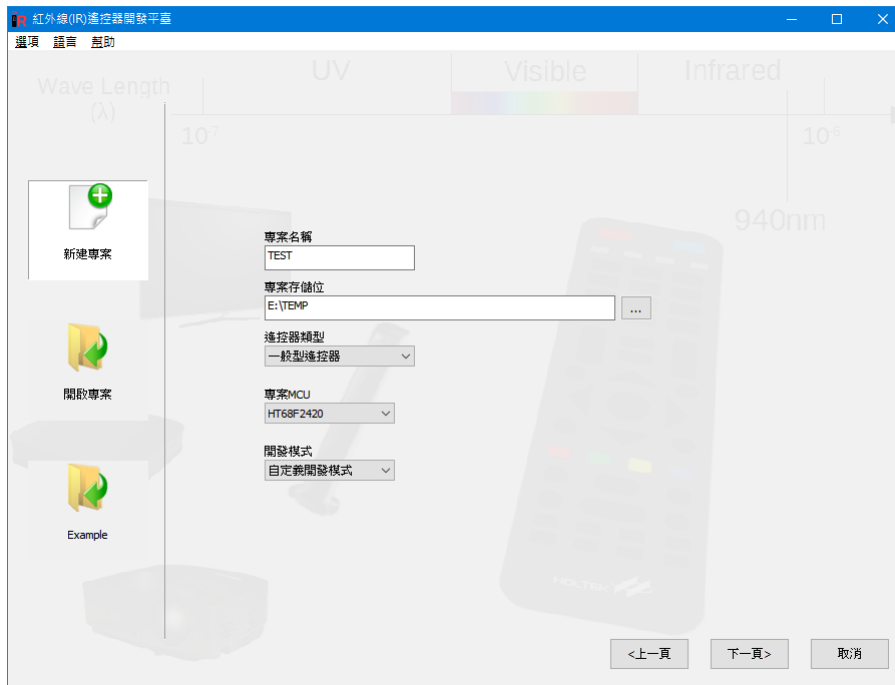 紅外線(IR)遙控器開發平臺
選項 語言 幫助
Wave Length
(λ)
UV
Visible
Infrared
10-7
10-6
940nm
新建專案
開啟專案
Example
專案名稱
TEST
專案存儲位
E:\TEMP
...
遙控器類型
一般型遙控器
專案MCU
HT68F2420
開發模式
自定義開發模式
HOLTEK
<上一頁
下一頁>
取消